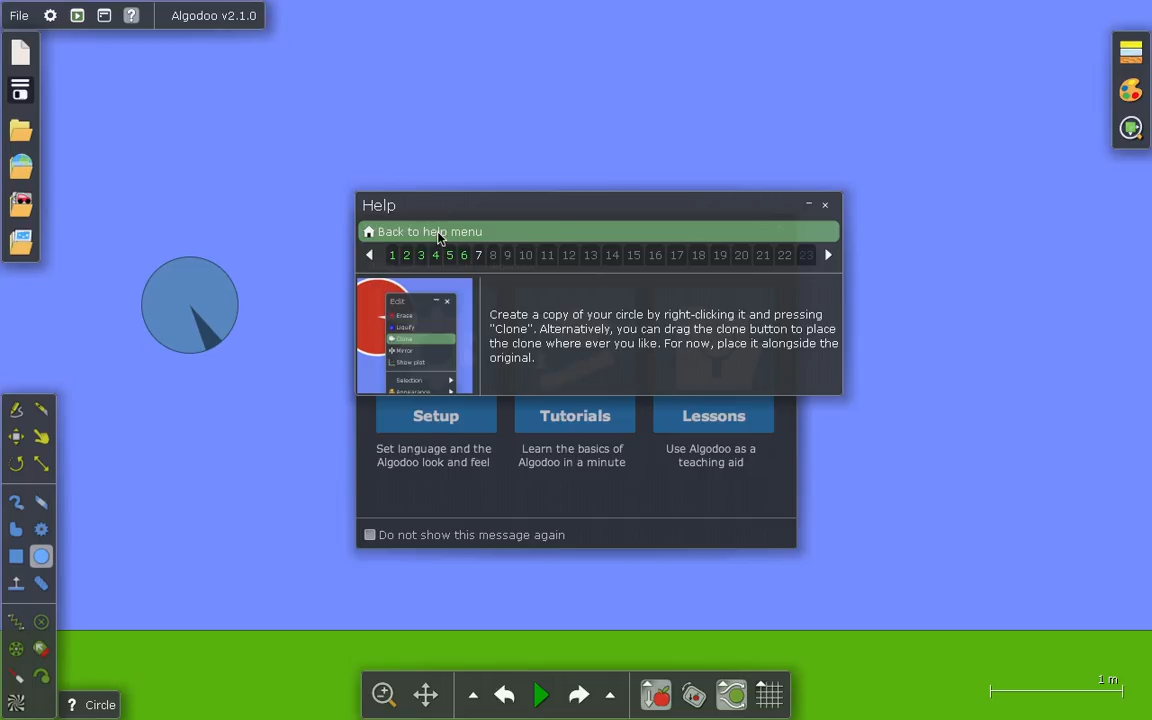 File
Algodoo v2.1.0
Help
Back to help menu
1 2 3 4 5 6 7 8 9 10 11 12 13 14 15 16 17 18 19 20 21 22 23
Edit
Erase
Liquify
Clone
Mirror
Show plot
Selection
Appearance
Create a copy of your circle by right-clicking it and pressing
"Clone". Alternatively, you can drag the clone button to place
the clone where ever you like. For now, place it alongside the
original.
Setup
Tutorials
Lessons
Set language and the
Algodoo look and feel
Learn the basics of
Algodoo in a minute
Use Algodoo as a
teaching aid
Do not show this message again
? Circle
1 m